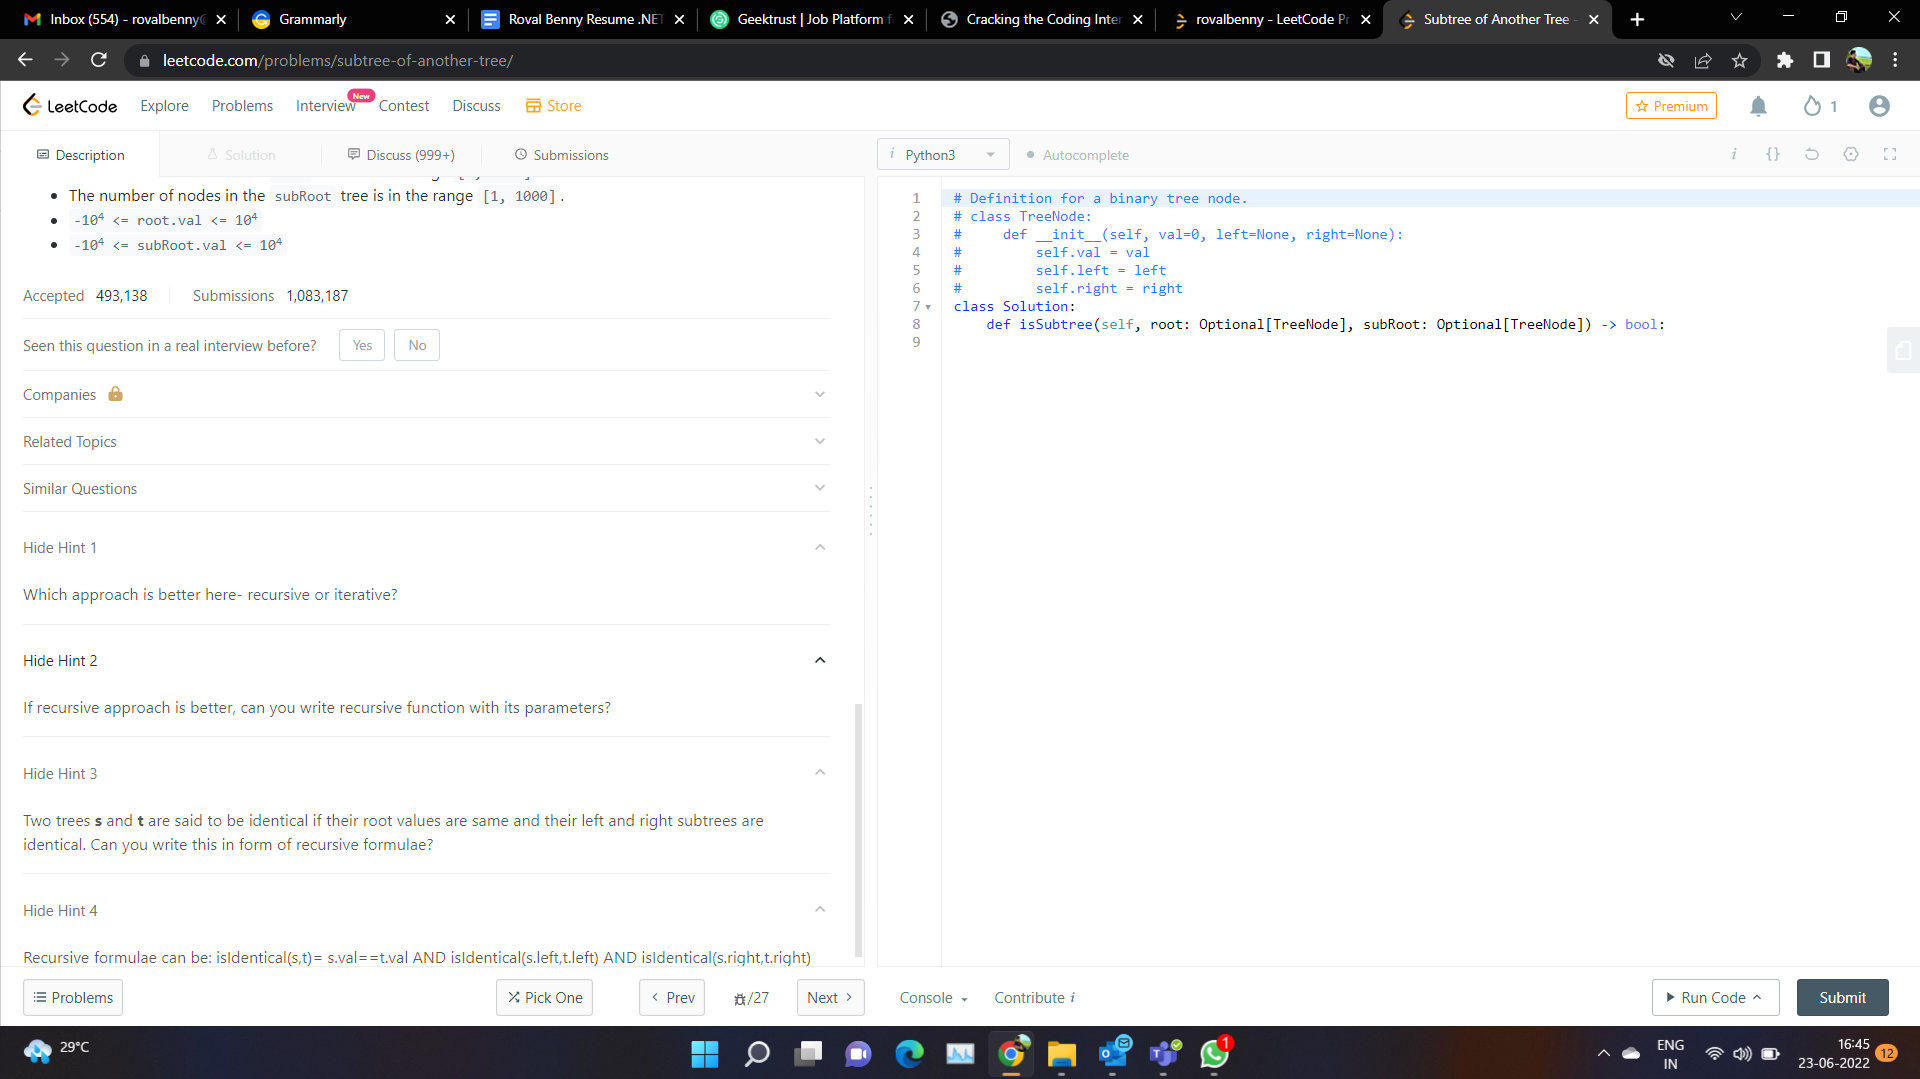 Inbox (554) - rovalbenny@
Grammarly
Roval Benny Resume .NET
Geektrust | Job Platform f
Cracking the Coding Inter
rovalbenny - LeetCode Pr
Subtree of Another Tree -
leetcode.com/problems/subtree-of-another-tree/
LeetCode
Explore
Problems
Interview
New
Contest
Discuss
Store
Premium
1
Description
Solution
Discuss (999+)
Submissions
i Python3
Autocomplete
i
{}
The number of nodes in the subRoot tree is in the range [1, 1000].
-10⁴ <= root.val <= 10⁴
-10⁴ <= subRoot.val <= 10⁴
Accepted 493,138
Submissions 1,083,187
Seen this question in a real interview before?
Yes
No
Companies
Related Topics
Similar Questions
Hide Hint 1
Which approach is better here- recursive or iterative?
Hide Hint 2
If recursive approach is better, can you write recursive function with its parameters?
Hide Hint 3
Two trees s and t are said to be identical if their root values are same and their left and right subtrees are
identical. Can you write this in form of recursive formulae?
Hide Hint 4
Recursive formulae can be: isIdentical(s,t)= s.val==t.val AND isIdentical(s.left,t.left) AND isIdentical(s.right,t.right)
1 # Definition for a binary tree node.
2 # class TreeNode:
3 #     def __init__(self, val=0, left=None, right=None):
4 #         self.val = val
5 #         self.left = left
6 #         self.right = right
7 class Solution:
8     def isSubtree(self, root: Optional[TreeNode], subRoot: Optional[TreeNode]) -> bool:
9
Problems
Pick One
Prev
/27
Next
Console
Contribute i
Run Code
Submit
29°C
1
ENG
IN
16:45
23-06-2022
12